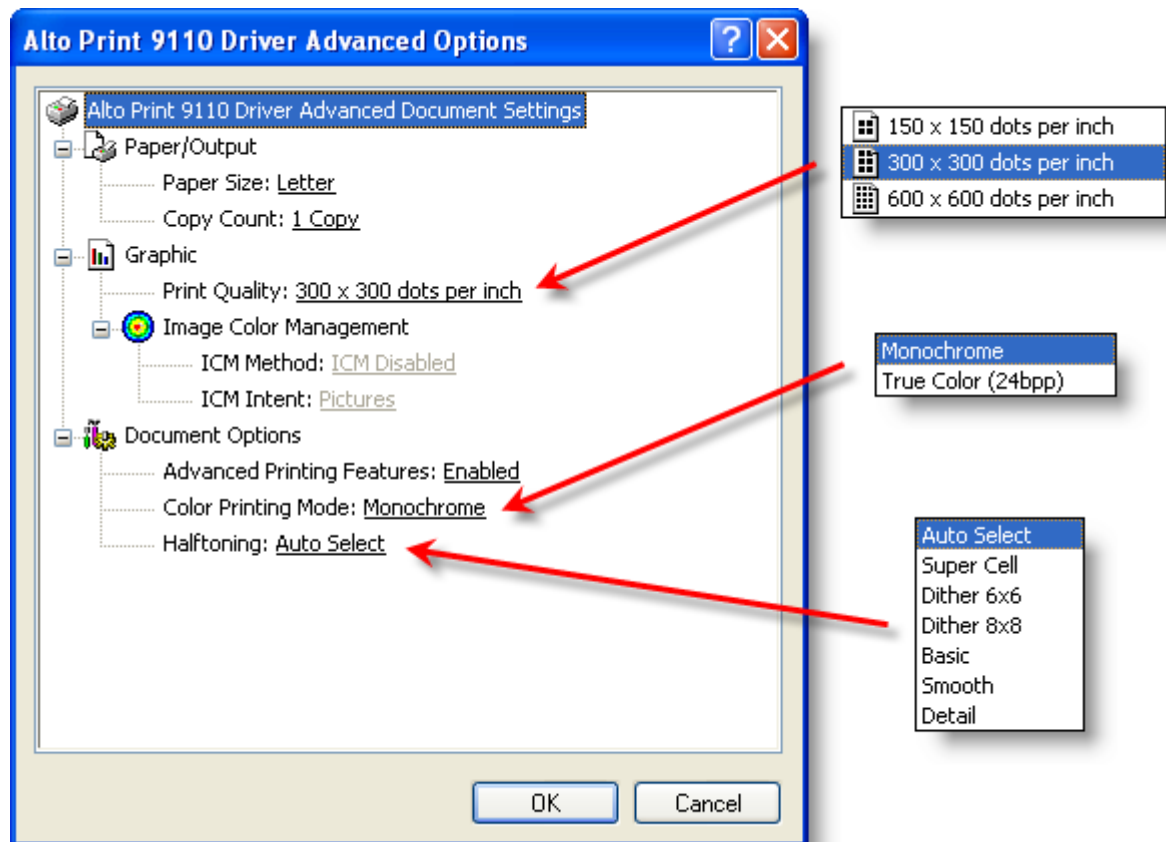 Alto Print 9110 Driver Advanced Options
Alto Print 9110 Driver Advanced Document Settings
Paper/Output
Paper Size: Letter
Copy Count: 1 Copy
Graphic
Print Quality: 300 x 300 dots per inch
Image Color Management
ICM Method: ICM Disabled
ICM Intent: Pictures
Document Options
Advanced Printing Features: Enabled
Color Printing Mode: Monochrome
Halftoning: Auto Select
OK
Cancel
150 x 150 dots per inch
300 x 300 dots per inch
600 x 600 dots per inch
Monochrome
True Color (24bpp)
Auto Select
Super Cell
Dither 6x6
Dither 8x8
Basic
Smooth
Detail